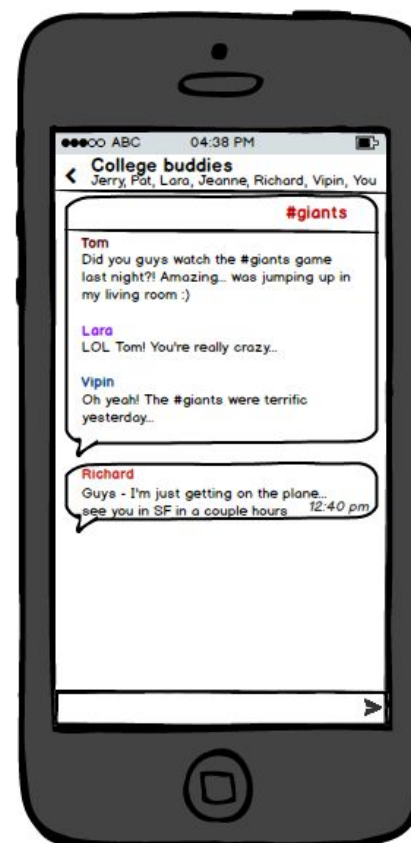 ABC 04:38 PM
College buddies
Jerry, Pat, Lara, Jeanne, Richard, Vipin, You
#giants
Tom
Did you guys watch the #giants game
last night?! Amazing... was jumping up in
my living room :)
Lara
LOL Tom! You're really crazy...
Vipin
Oh yeah! The #giants were terrific
yesterday...
Richard
Guys - I'm just getting on the plane...
see you in SF in a couple hours 12:40 pm